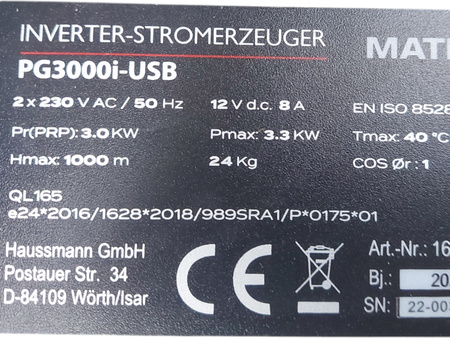 INVERTER-STROMERZEUGER
PG3000i-USB
2 x 230 V AC / 50 Hz 12 V d.c. 8 A EN ISO 8528
Pr(PRP): 3.0 KW Pmax: 3.3 KW Tmax: 40 °C
Hmax: 1000 m 24 Kg COS Ør : 1
QL165
e24*2016/1628*2018/989SRA1/P*0175*01
Haussmann GmbH
Postauer Str. 34
D-84109 Wörth/Isar
CE
Art.-Nr.: 16
Bj.: 20
SN: 22-00